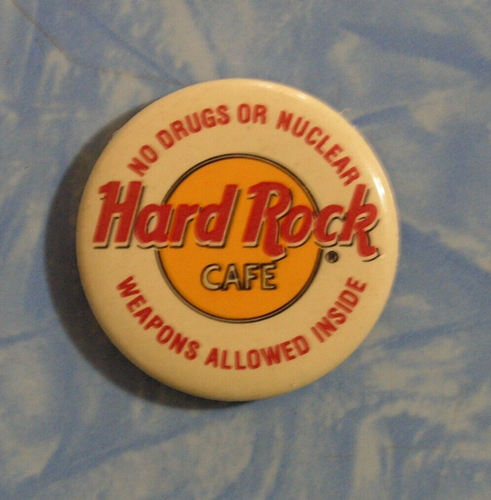 NO DRUGS OR NUCLEAR
Hard Rock
®
CAFE
WEAPONS ALLOWED INSIDE